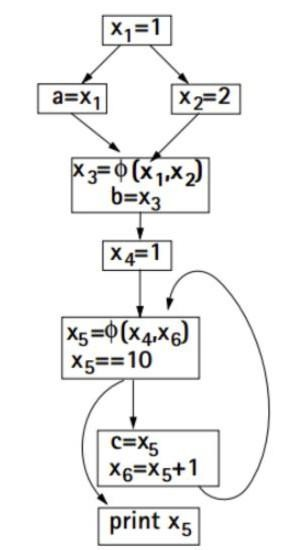 x₁=1
a=x₁
x₂=2
x₃=ϕ(x₁,x₂)
b=x₃
x₄=1
x₅=ϕ(x₄,x₆)
x₅==10
c=x₅
x₆=x₅+1
print x₅